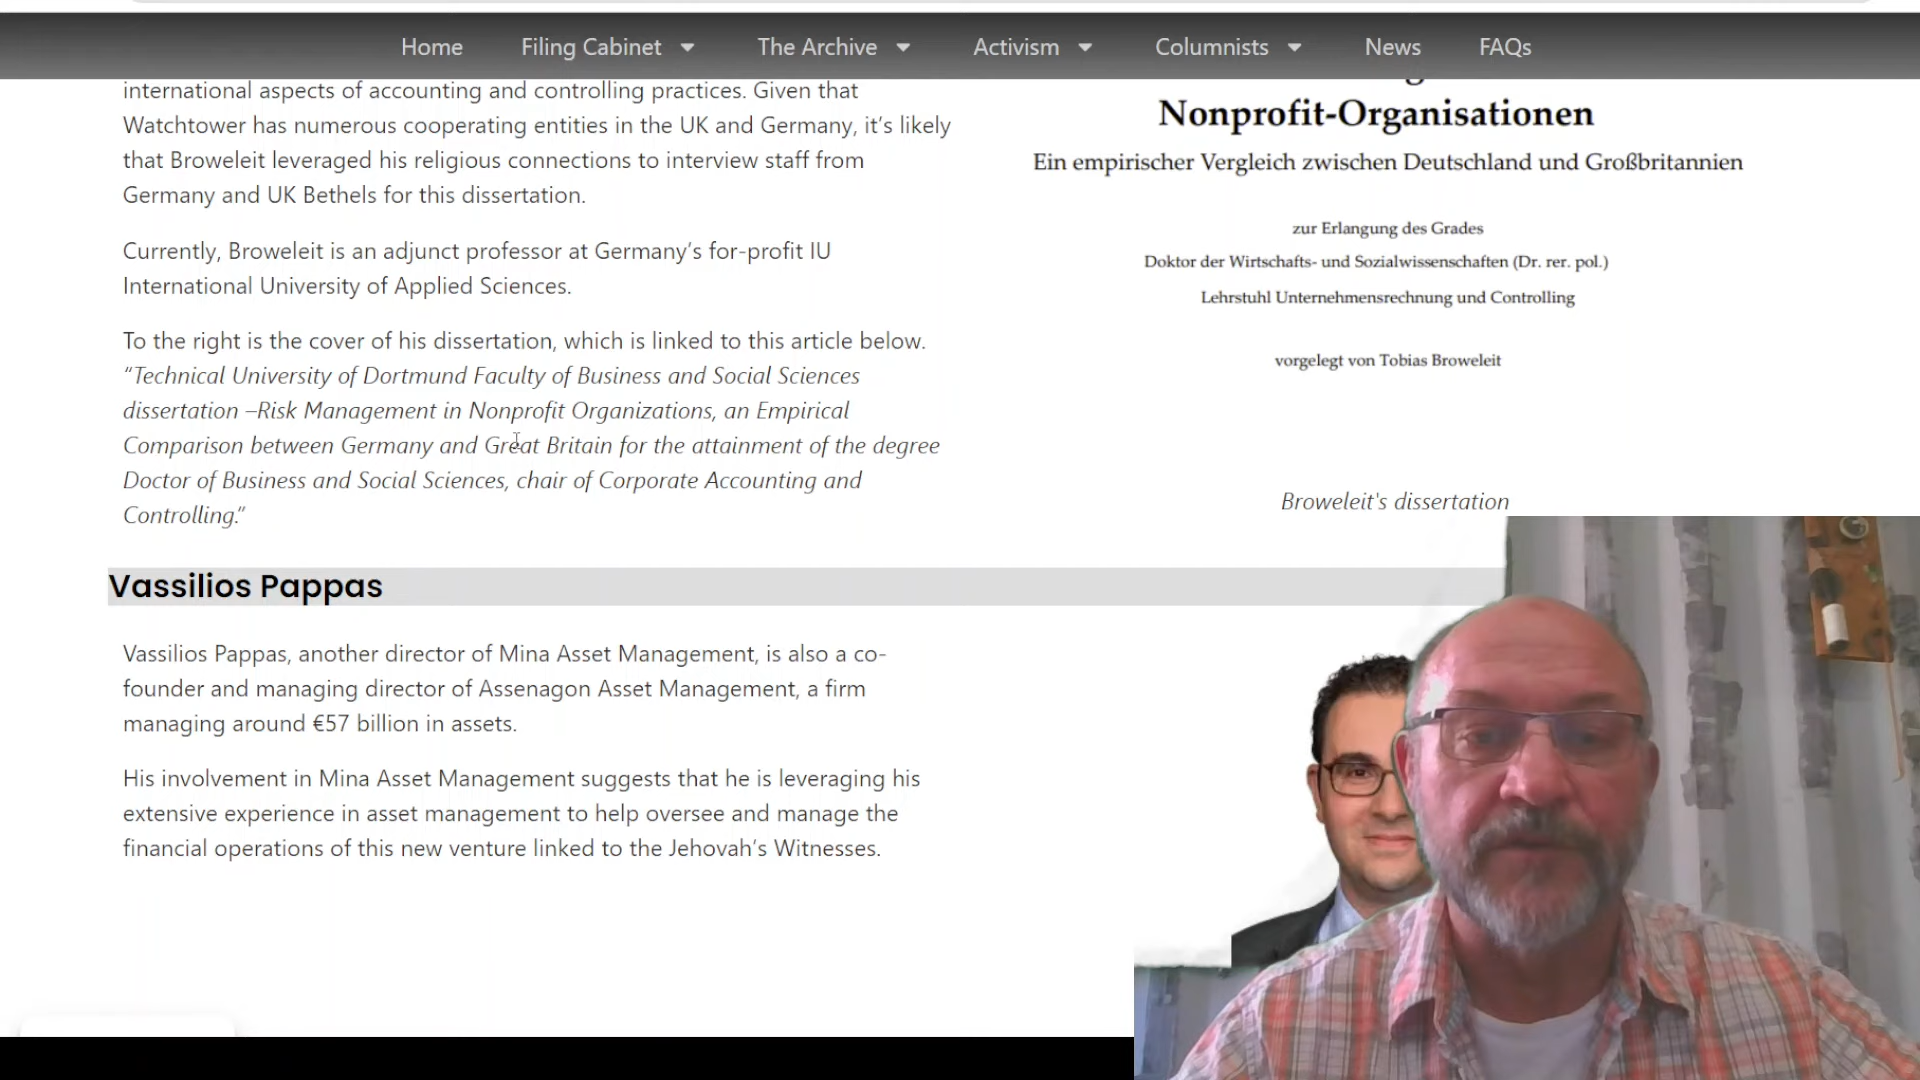 Home Filing Cabinet The Archive Activism Columnists News FAQs
international aspects of accounting and controlling practices. Given that
Watchtower has numerous cooperating entities in the UK and Germany, it’s likely
that Broweleit leveraged his religious connections to interview staff from
Germany and UK Bethels for this dissertation.
Currently, Broweleit is an adjunct professor at Germany’s for-profit IU
International University of Applied Sciences.
To the right is the cover of his dissertation, which is linked to this article below.
“Technical University of Dortmund Faculty of Business and Social Sciences
dissertation –Risk Management in Nonprofit Organizations, an Empirical
Comparison between Germany and Great Britain for the attainment of the degree
Doctor of Business and Social Sciences, chair of Corporate Accounting and
Controlling.”
Nonprofit-Organisationen
Ein empirischer Vergleich zwischen Deutschland und Großbritannien
zur Erlangung des Grades
Doktor der Wirtschafts- und Sozialwissenschaften (Dr. rer. pol.)
Lehrstuhl Unternehmensrechnung und Controlling
vorgelegt von Tobias Broweleit
Broweleit's dissertation
Vassilios Pappas
Vassilios Pappas, another director of Mina Asset Management, is also a co-
founder and managing director of Assenagon Asset Management, a firm
managing around €57 billion in assets.
His involvement in Mina Asset Management suggests that he is leveraging his
extensive experience in asset management to help oversee and manage the
financial operations of this new venture linked to the Jehovah’s Witnesses.